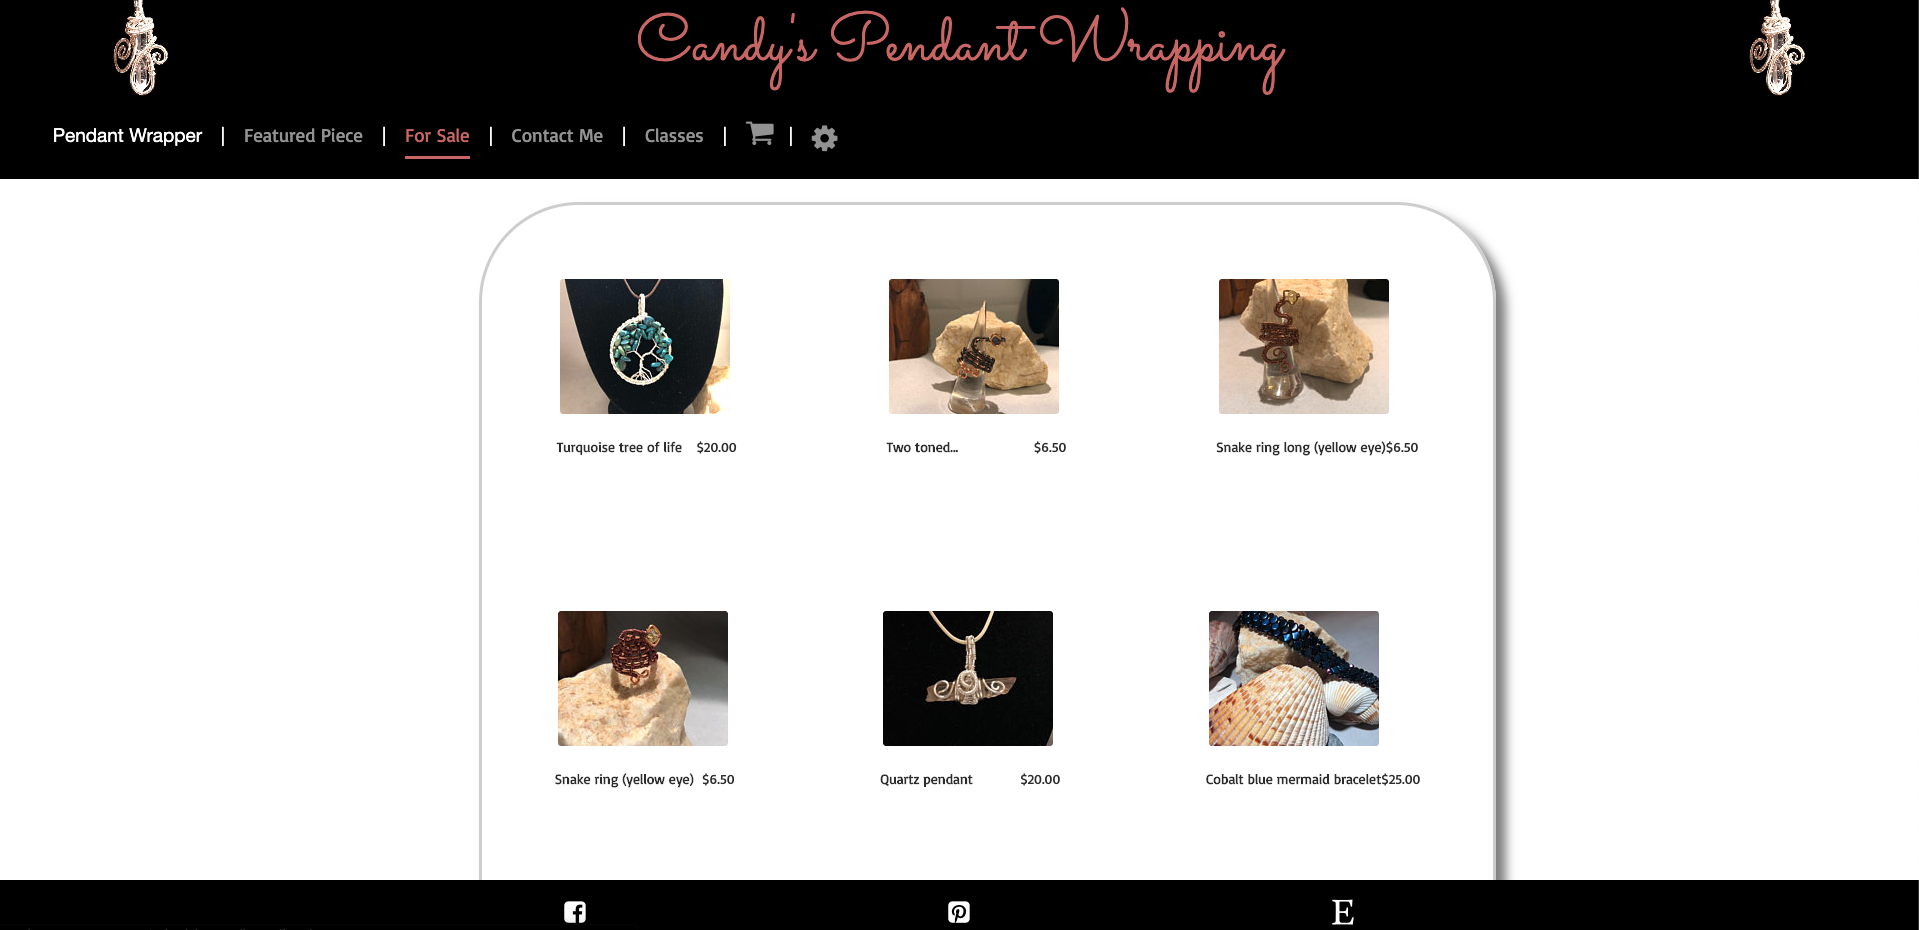 Candy's Pendant Wrapping
Pendant Wrapper | Featured Piece | For Sale | Contact Me | Classes | |
Turquoise tree of life $20.00
Two toned... $6.50
Snake ring long (yellow eye)$6.50
Snake ring (yellow eye) $6.50
Quartz pendant $20.00
Cobalt blue mermaid bracelet$25.00
E